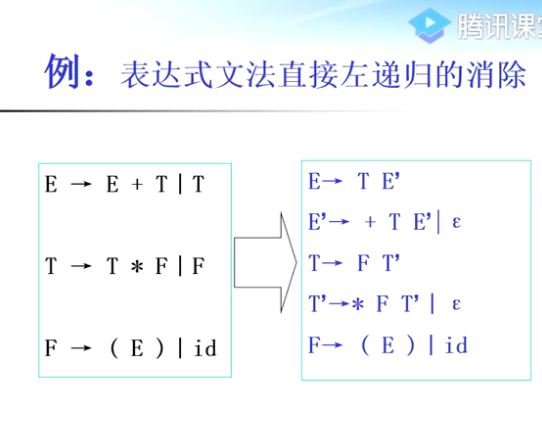 腾讯课堂
例：表达式文法直接左递归的消除
E → E + T | T
T → T * F | F
F → ( E ) | id
E→ T E’
E’→ + T E’| ε
T→ F T’
T’→* F T’| ε
F→ ( E ) | id